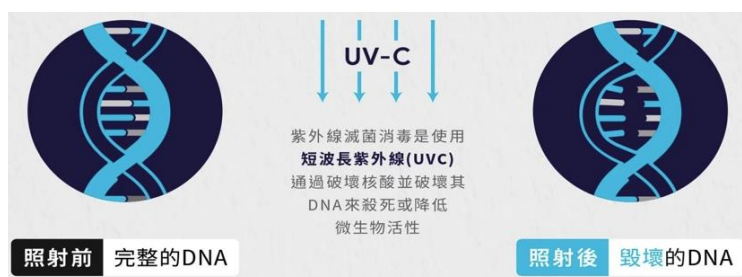 UV-C
紫外線滅菌消毒是使用
短波長紫外線(UVC)
通過破壞核酸並破壞其
DNA來殺死或降低
微生物活性
照射前 完整的DNA
照射後 毀壞的DNA